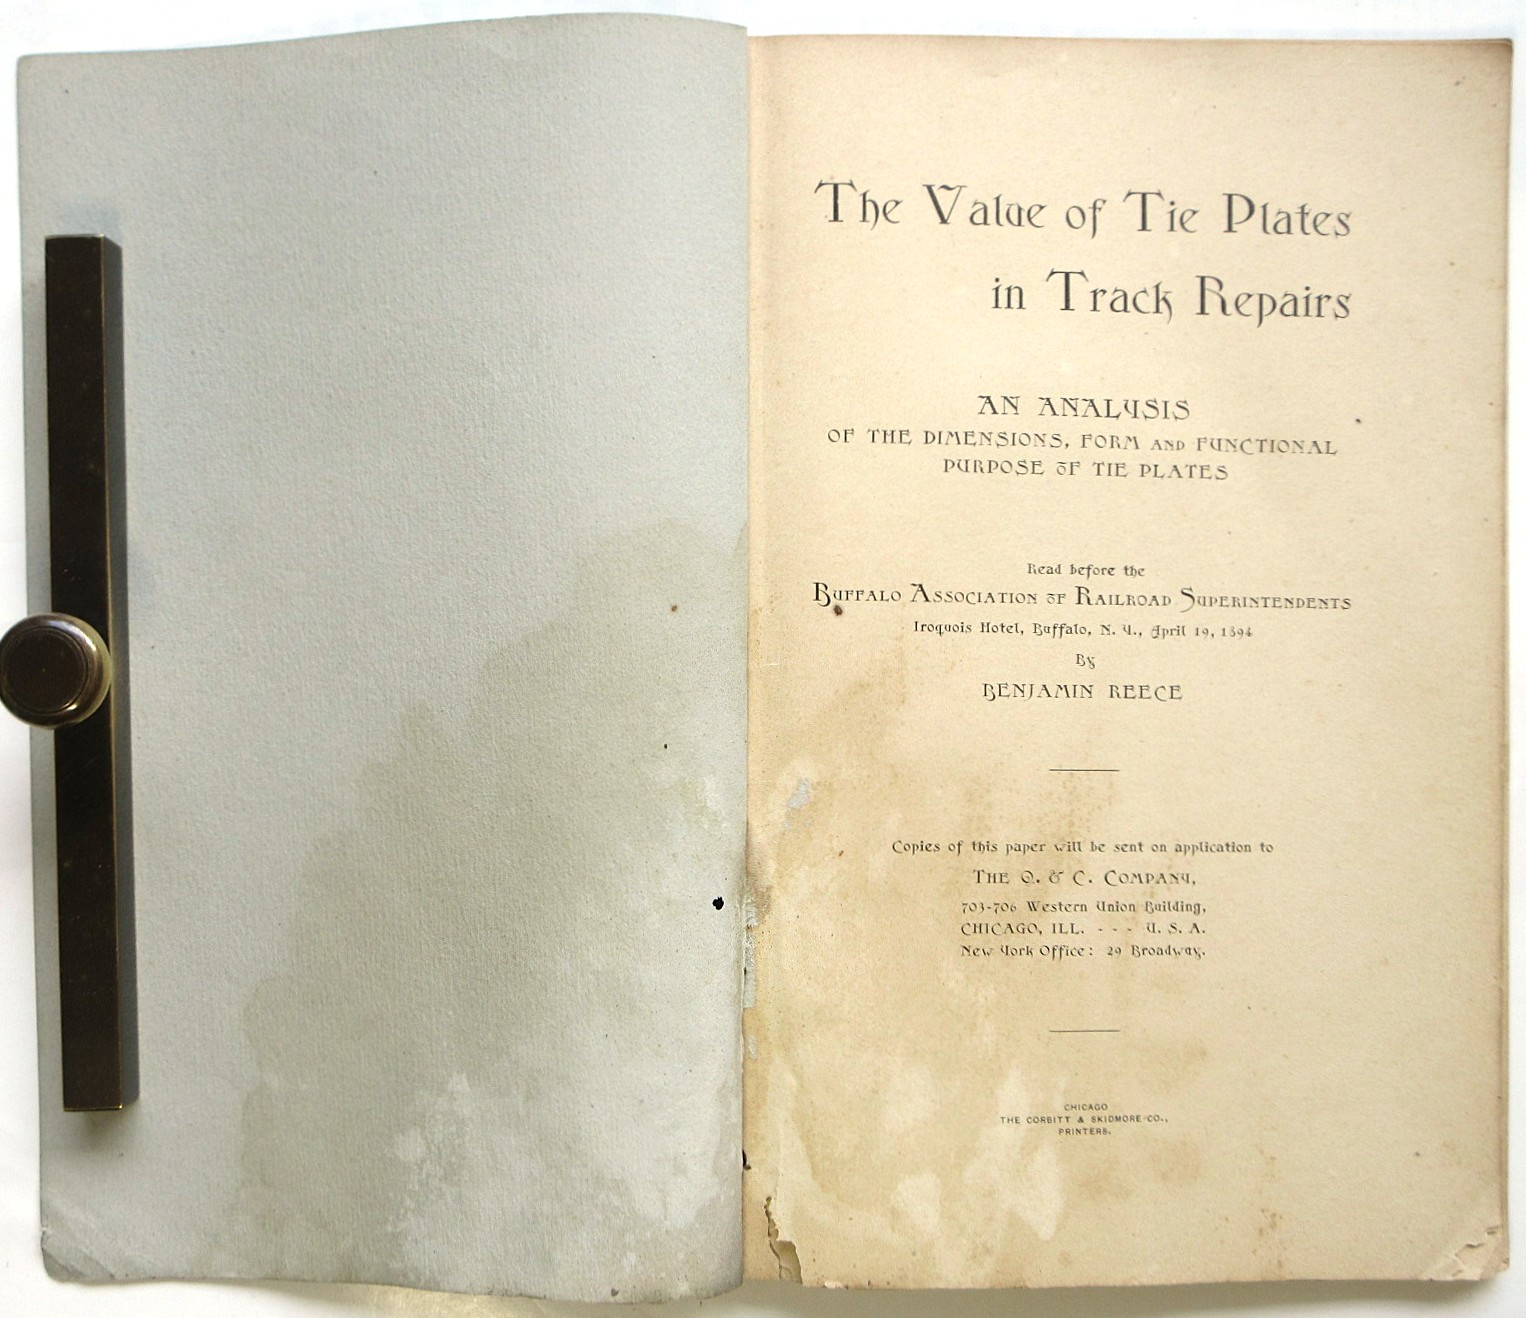 The Value of Tie Plates
in Track Repairs
AN ANALYSIS
OF THE DIMENSIONS, FORM AND FUNCTIONAL
PURPOSE OF TIE PLATES
Read before the
BUFFALO ASSOCIATION OF RAILROAD SUPERINTENDENTS
Iroquois Hotel, Buffalo, N. Y., April 19, 1894
By
BENJAMIN REECE
Copies of this paper will be sent on application to
THE Q. & C. COMPANY,
703-706 Western Union Building,
CHICAGO, ILL. - - - U. S. A.
New York Office: 29 Broadway.
CHICAGO
THE CORBITT & SKIDMORE CO.,
PRINTERS.